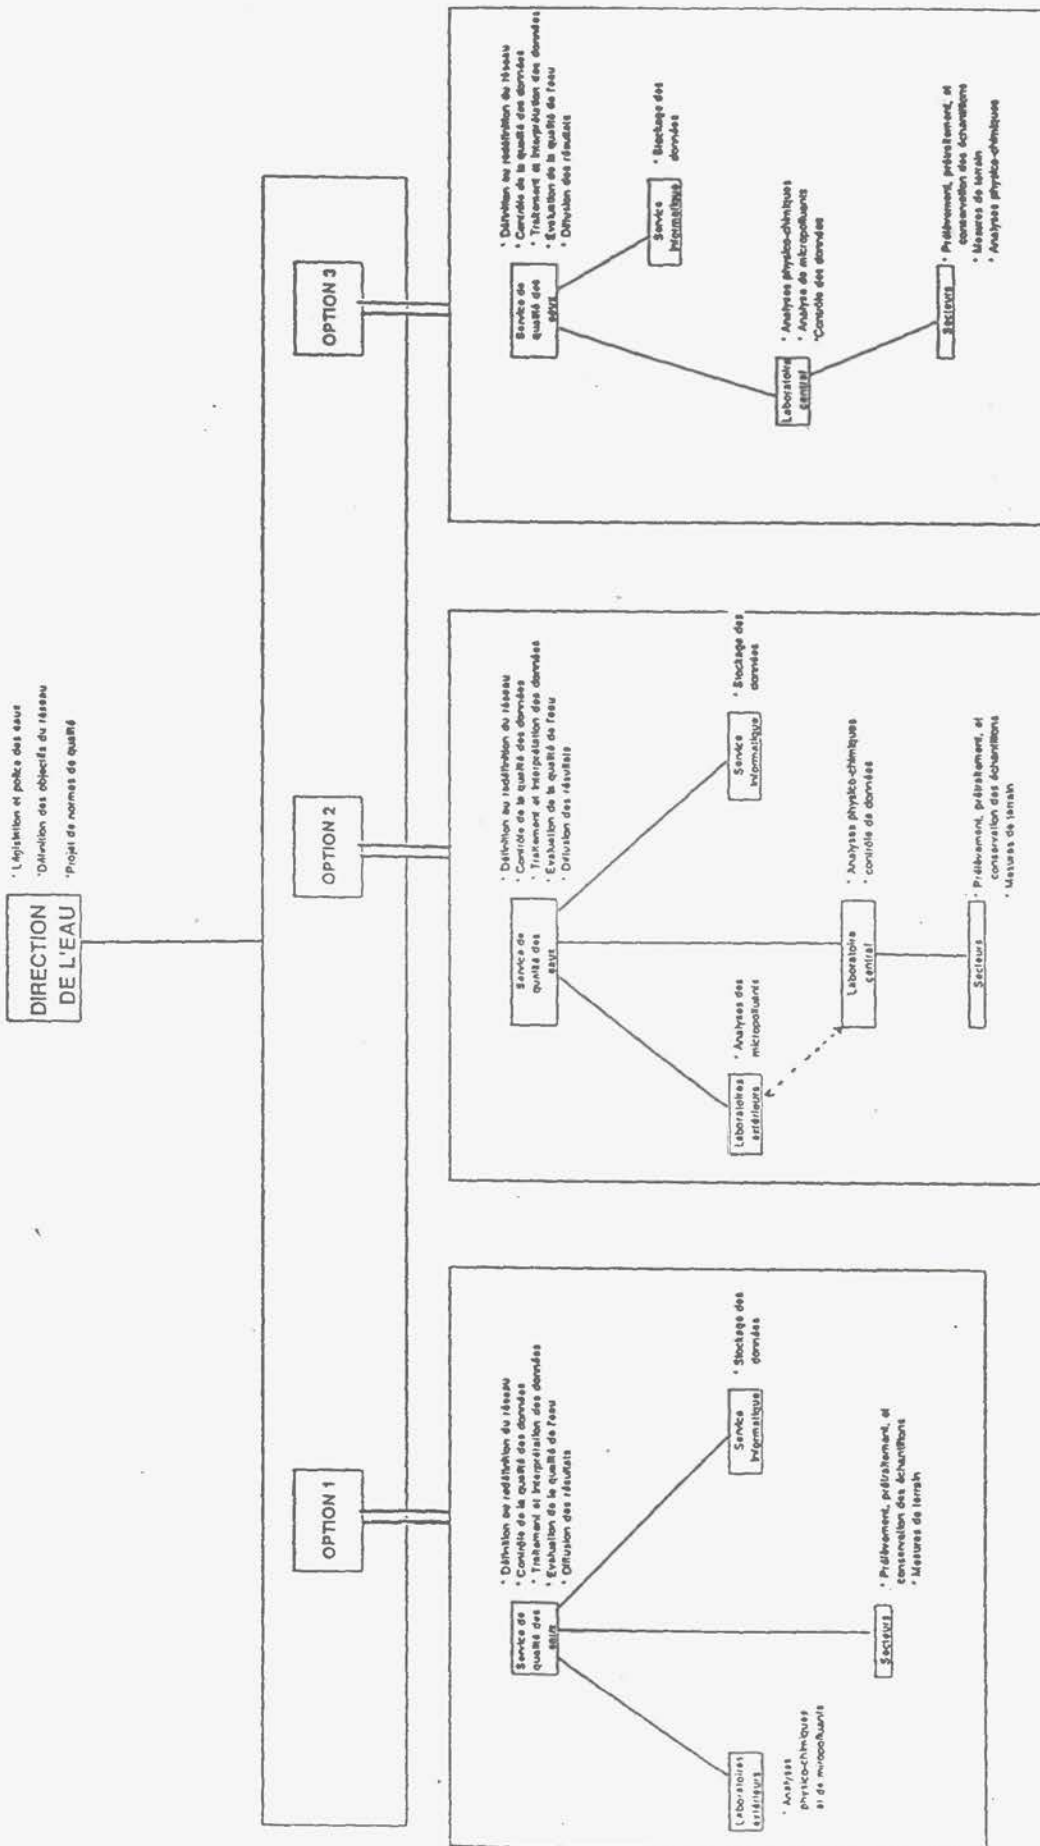 DIRECTION
DE L'EAU
* Législation et police des eaux
* Définition des objectifs du réseau
* Projet de normes de qualité
OPTION 1
OPTION 2
OPTION 3
Service de
qualité des
eaux
* Définition ou redéfinition du réseau
* Contrôle de la qualité des données
* Traitement et interprétation des données
* Evaluation de la qualité de l'eau
* Diffusion des résultats
Laboratoires
extérieurs
* Analyses
physico-chimiques
et de micropolluants
Service
Informatique
* Stockage des
données
Secteurs
* Prélèvement, prétraitement, et
conservation des échantillons
* Mesures de terrain
Service de
qualité des
eaux
* Définition ou redéfinition du réseau
* Contrôle de la qualité des données
* Traitement et interprétation des données
* Evaluation de la qualité de l'eau
* Diffusion des résultats
Laboratoires
extérieurs
* Analyses des
micropolluants
Service
Informatique
* Stockage des
données
Laboratoire
central
* Analyses physico-chimiques
* contrôle de données
Secteurs
* Prélèvement, prétraitement, et
conservation des échantillons
* Mesures de terrain
Service de
qualité des
eaux
* Définition ou redéfinition du réseau
* Contrôle de la qualité des données
* Traitement et interprétation des données
* Evaluation de la qualité de l'eau
* Diffusion des résultats
Service
Informatique
* Stockage des
données
Laboratoire
central
* Analyses physico-chimiques
* Analyse de micropolluants
*Contrôle des données
Secteurs
* Prélèvement, prétraitement, et
conservation des échantillons
* Mesures de terrain
* Analyses physico-chimiques